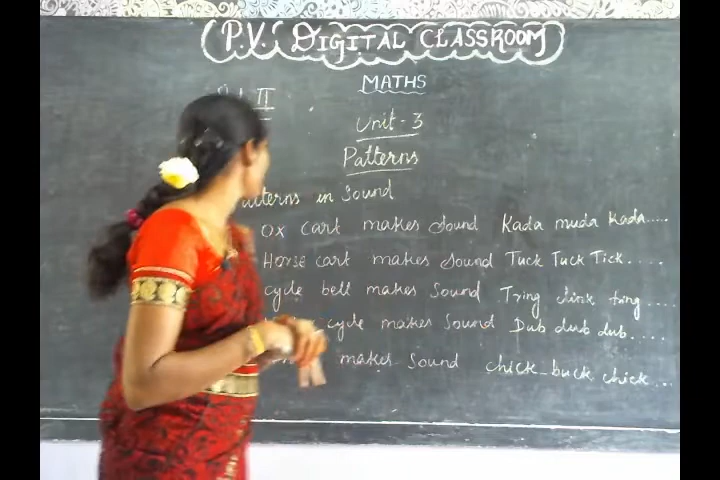 P.V. DIGITAL CLASSROOM
MATHS
II
Unit - 3
Patterns
atterns in Sound
Ox cart makes Sound Kada muda Kada.....
Horse cart makes Sound Tuck Tuck Tick....
cycle bell makes Sound Tring tring ....
cycle makes Sound Dub dub dub.....
makes Sound chick-buck chick...